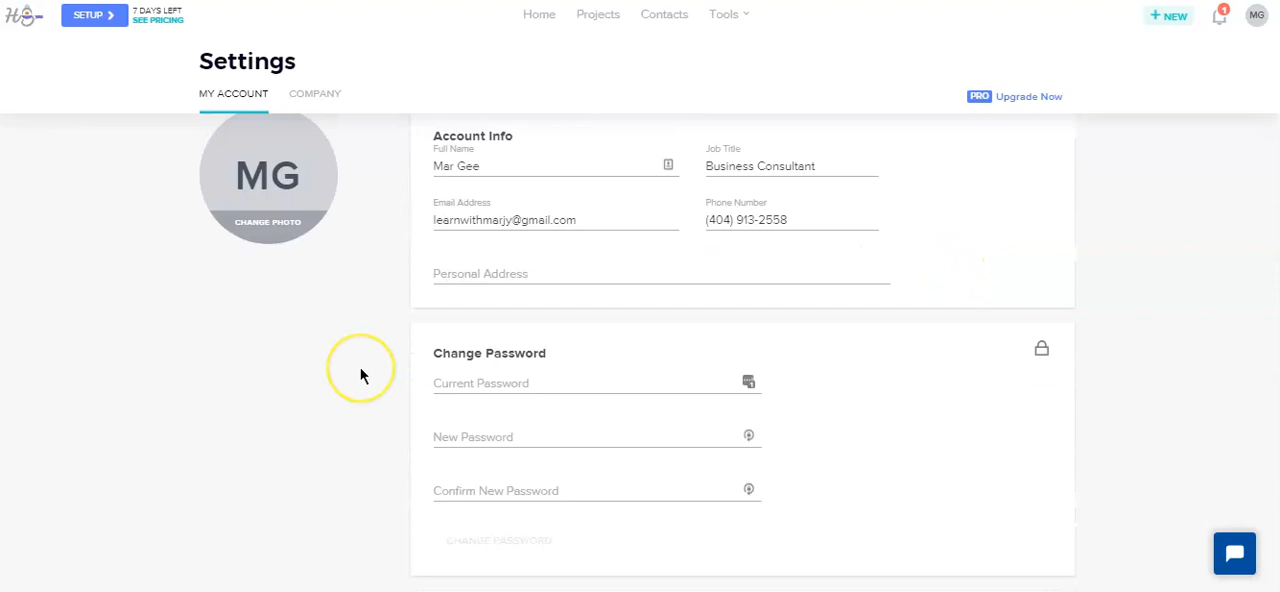 SETUP
7 DAYS LEFT
SEE PRICING
Home
Projects
Contacts
Tools
+ NEW
1
MG
Settings
MY ACCOUNT
COMPANY
PRO Upgrade Now
MG
CHANGE PHOTO
Account Info
Full Name
Mar Gee
Job Title
Business Consultant
Email Address
learnwithmarjy@gmail.com
Phone Number
(404) 913-2558
Personal Address
Change Password
Current Password
New Password
Confirm New Password
CHANGE PASSWORD